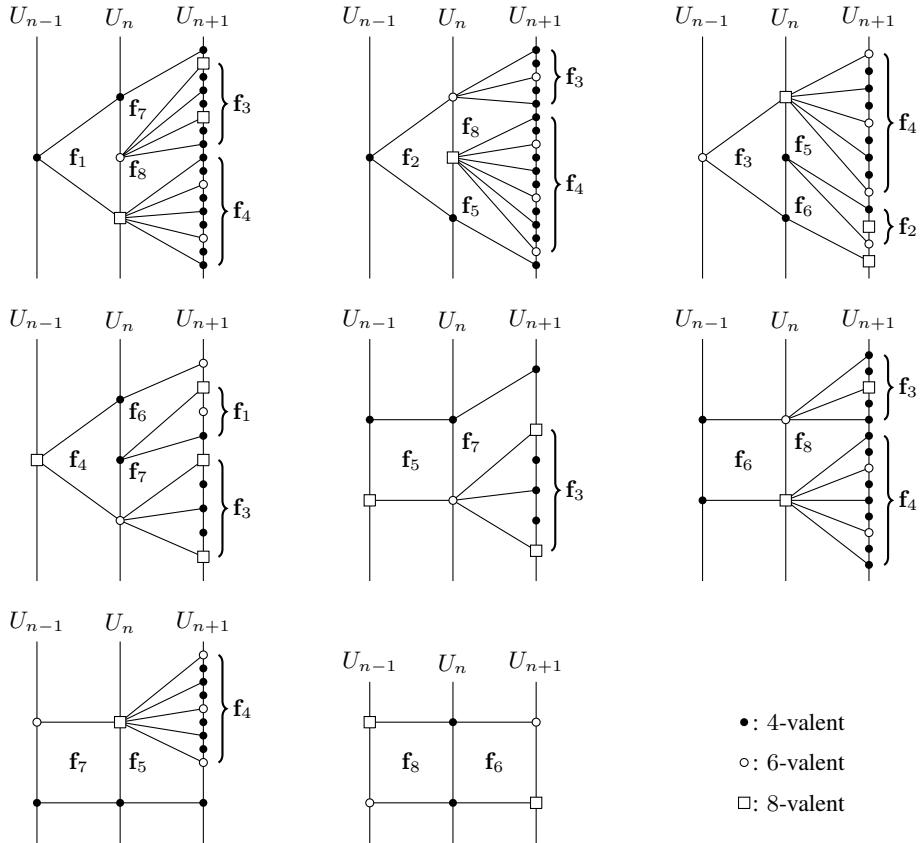 U_{n-1} U_n U_{n+1} U_{n-1} U_n U_{n+1} U_{n-1} U_n U_{n+1}
f_1 f_7 f_8 f_3 f_4
f_2 f_8 f_5 f_3 f_4
f_3 f_5 f_6 f_4 f_2
U_{n-1} U_n U_{n+1} U_{n-1} U_n U_{n+1} U_{n-1} U_n U_{n+1}
f_4 f_6 f_7 f_1 f_3
f_5 f_7 f_3
f_6 f_8 f_3 f_4
U_{n-1} U_n U_{n+1}
f_7 f_5 f_4
U_{n-1} U_n U_{n+1}
f_8 f_6
●: 4-valent
○: 6-valent
□: 8-valent